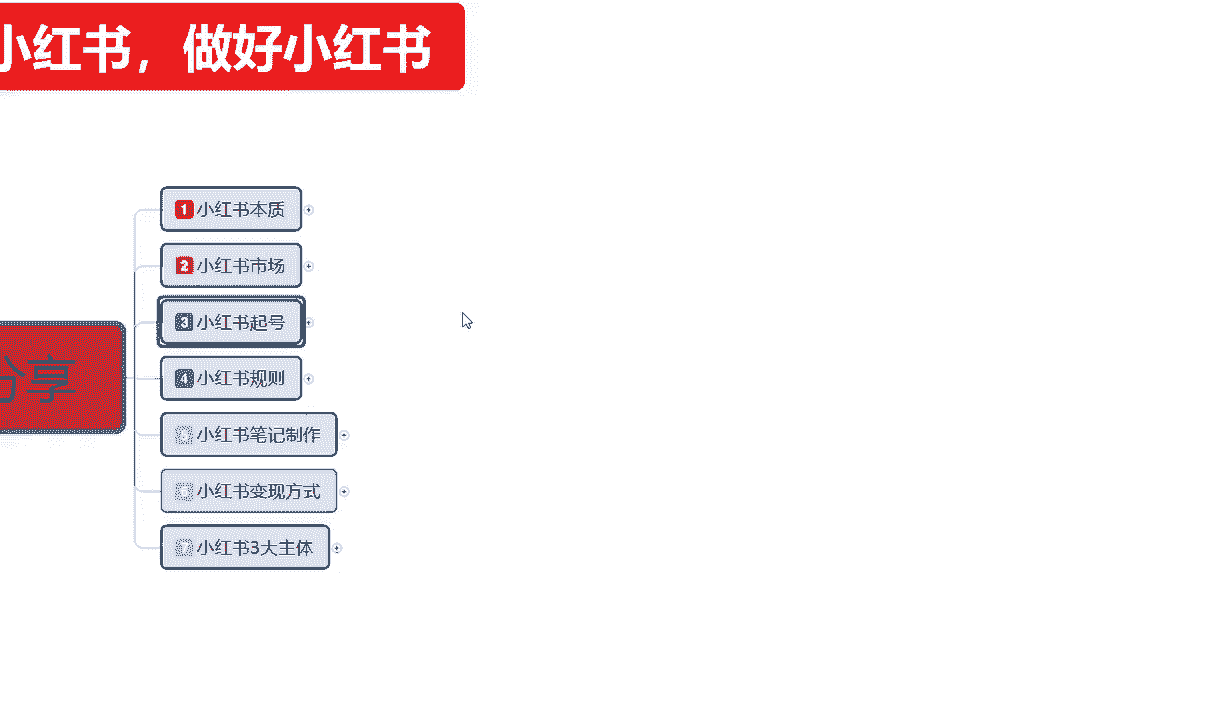 小红书，做好小红书
1 小红书本质
2 小红书市场
3 小红书起号
4 小红书规则
小红书笔记制作
小红书变现方式
7 小红书3大主体
享